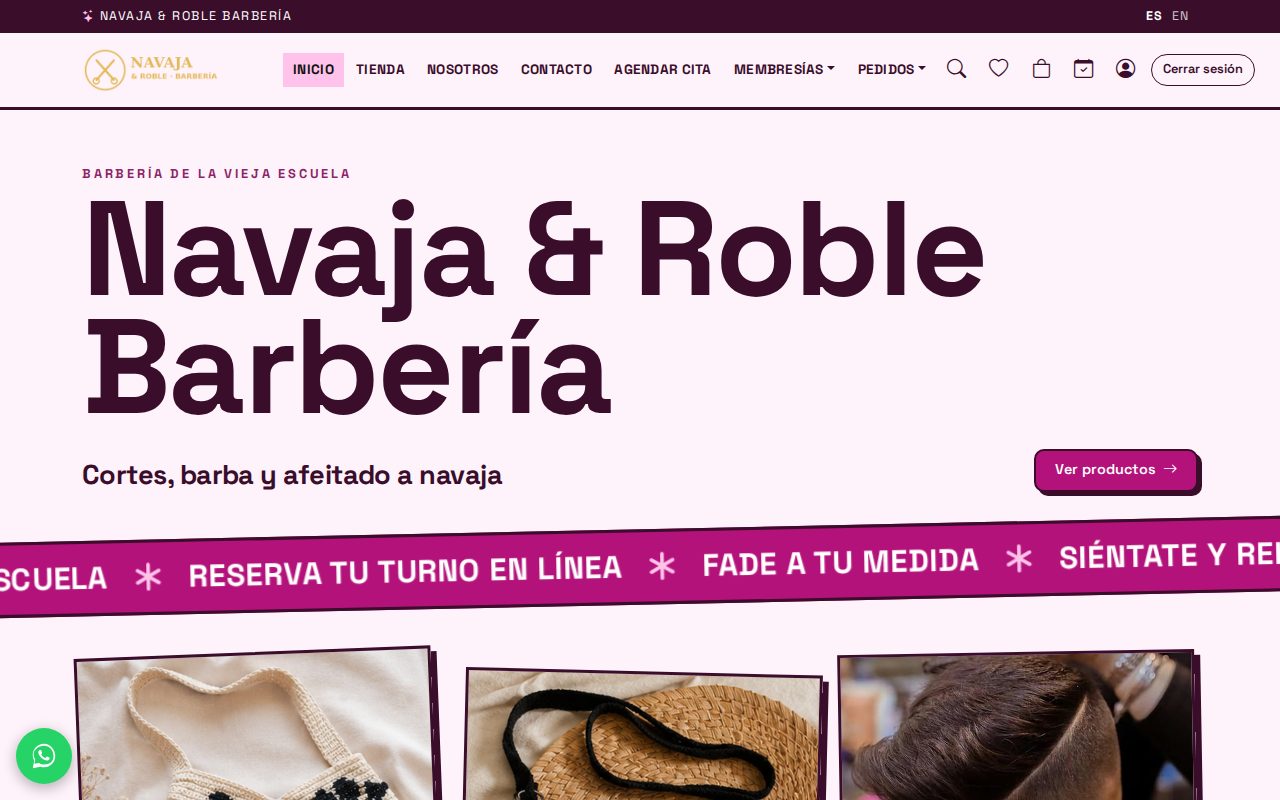 NAVAJA & ROBLE BARBERÍA
ES EN
NAVAJA
& ROBLE · BARBERÍA
INICIO
TIENDA
NOSOTROS
CONTACTO
AGENDAR CITA
MEMBRESÍAS
PEDIDOS
Cerrar sesión
BARBERÍA DE LA VIEJA ESCUELA
Navaja & Roble
Barbería
Cortes, barba y afeitado a navaja
Ver productos →
RESERVA TU TURNO EN LÍNEA * FADE A TU MEDIDA * SIÉNTATE Y